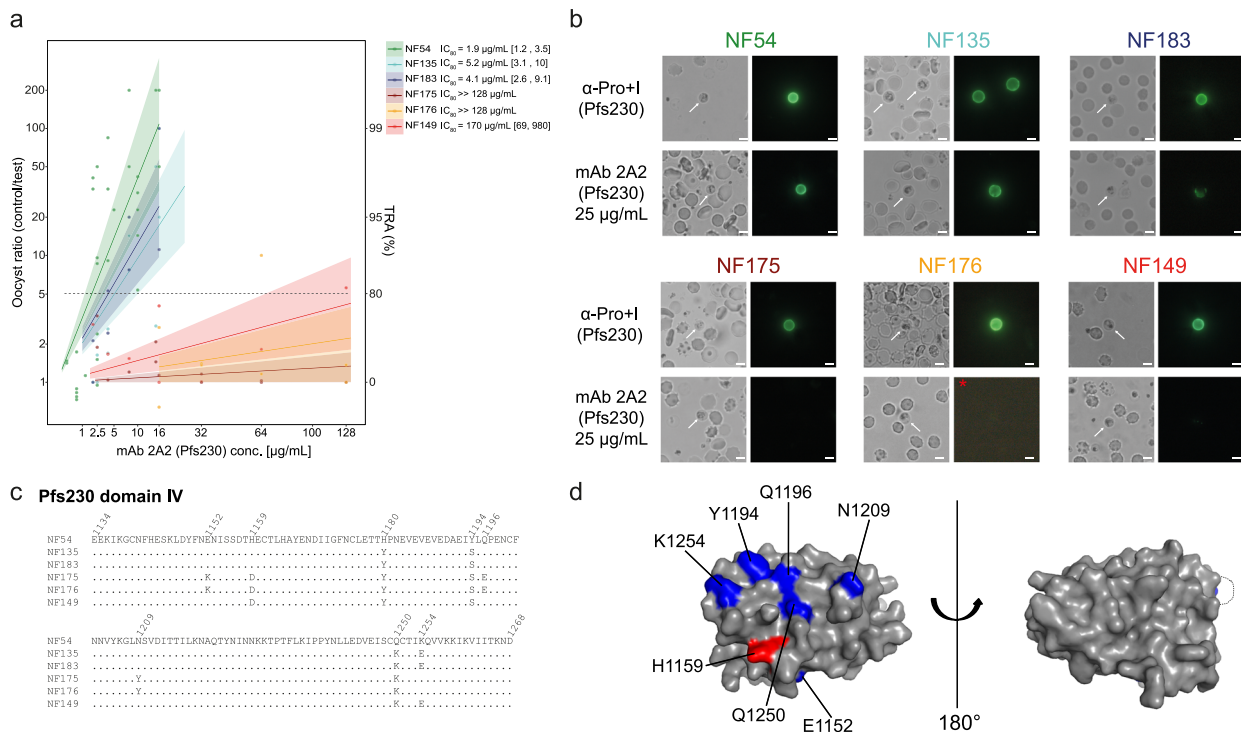 a
NF54 IC80 = 1.9 µg/mL [1.2 , 3.5]
NF135 IC80 = 5.2 µg/mL [3.1 , 10]
NF183 IC80 = 4.1 µg/mL [2.6 , 9.1]
NF175 IC80 >> 128 µg/mL
NF176 IC80 >> 128 µg/mL
NF149 IC80 = 170 µg/mL [69, 980]
Oocyst ratio (control/test)
200
100
50
20
10
5
2
1
TRA (%)
99
95
80
0
1 2.5 5 10 16 32 64 100 128
mAb 2A2 (Pfs230) conc. [µg/mL]
b
NF54 NF135 NF183
α-Pro+I
(Pfs230)
mAb 2A2
(Pfs230)
25 µg/mL
NF175 NF176 NF149
α-Pro+I
(Pfs230)
mAb 2A2
(Pfs230)
25 µg/mL
*
c Pfs230 domain IV
1134 1152 1159 1180 1194 1196
NF54 EEKIKGCNFHESKLDYFNENISSDTHECTLHAYENDIIGFNCLETTHPNEVEVEVEDAEIYLQPENCF
NF135 ...............................................Y.............S......
NF183 ...............................................Y.............S......
NF175 ...................K......D....................Y.............S.E....
NF176 ...................K......D....................Y.............S.E....
NF149 ..........................D....................Y.............S......
1209 1250 1254 1268
NF54 NNVYKGLNSVDITTILKNAQTYNINNKKTPTFLKIPPYNLLEDVEISCQCTIKQVVKKIKVIITKND
NF135 .................................................K...E..............
NF183 .................................................K...E..............
NF175 .......Y.........................................K..................
NF176 .......Y.........................................K..................
NF149 .................................................K...E..............
d
Q1196
Y1194
N1209
K1254
H1159
Q1250
E1152
180°